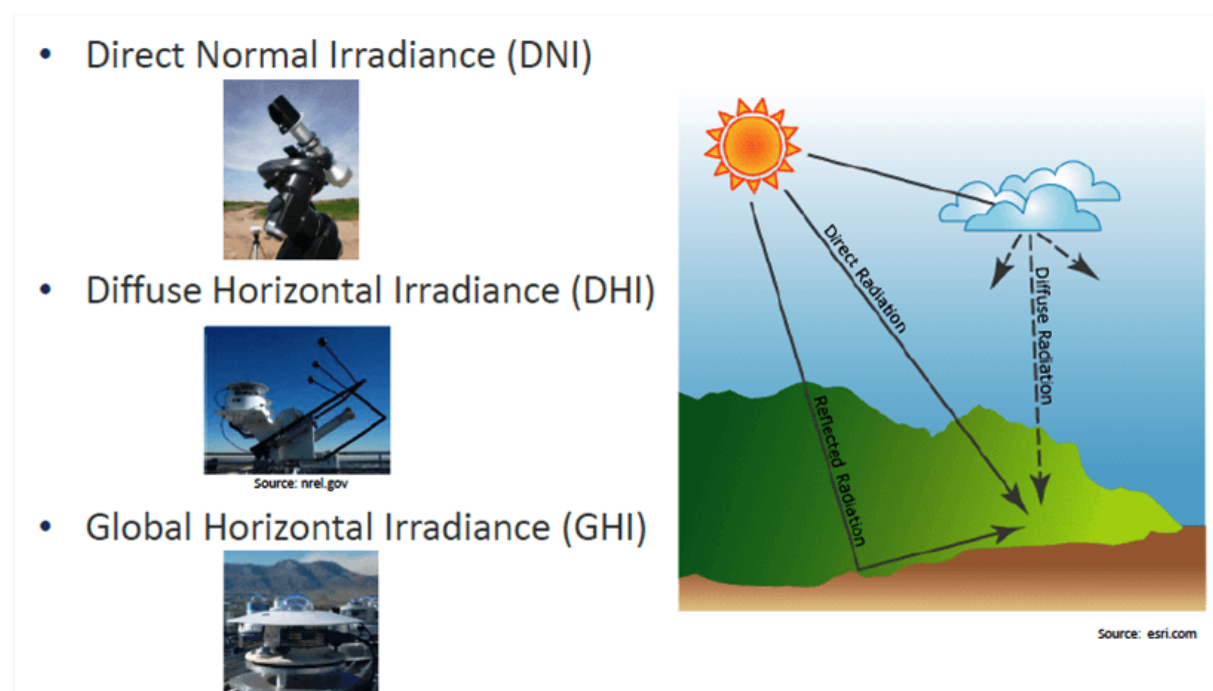 • Direct Normal Irradiance (DNI)
• Diffuse Horizontal Irradiance (DHI)
Source: nrel.gov
• Global Horizontal Irradiance (GHI)
Direct Radiation
Diffuse Radiation
Reflected Radiation
Source: esri.com